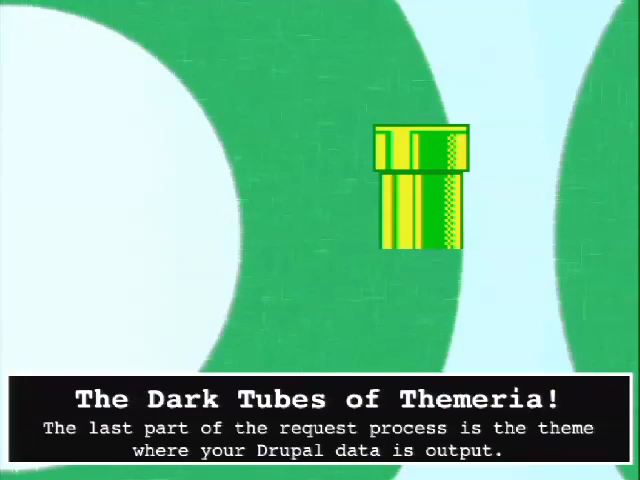 The Dark Tubes of Themeria!
The last part of the request process is the theme
where your Drupal data is output.